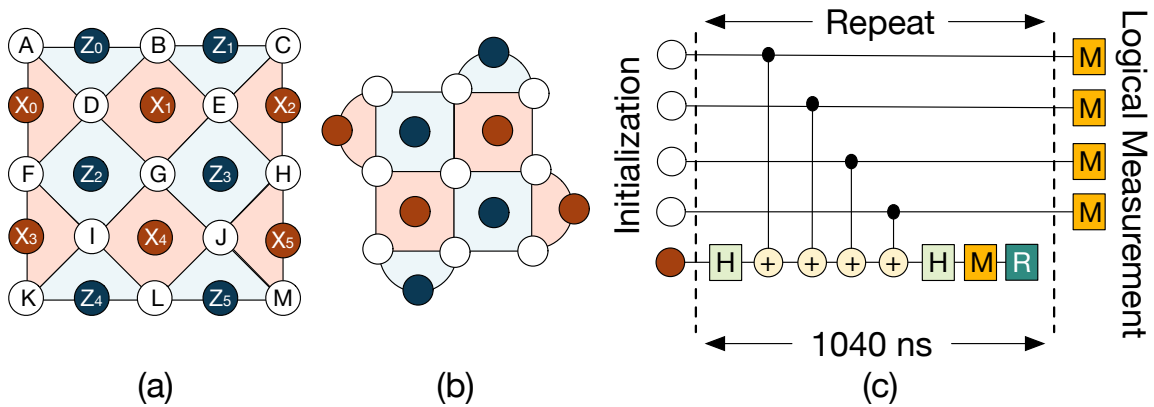 A Z0 B Z1 C
X0 D X1 E X2
F Z2 G Z3 H
X3 I X4 J X5
K Z4 L Z5 M
(a)
(b)
Initialization
Repeat
M
M
M
M
H + + + + H M R
1040 ns
Logical Measurement
(c)